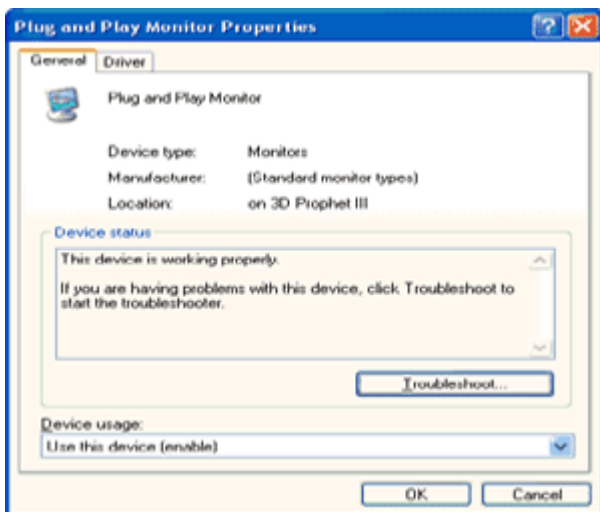 Plug and Play Monitor Properties
General Driver
Plug and Play Monitor
Device type: Monitors
Manufacturer: (Standard monitor types)
Location: on 3D Prophet III
Device status
This device is working properly.
If you are having problems with this device, click Troubleshoot to
start the troubleshooter.
Troubleshoot...
Device usage:
Use this device (enable)
OK Cancel